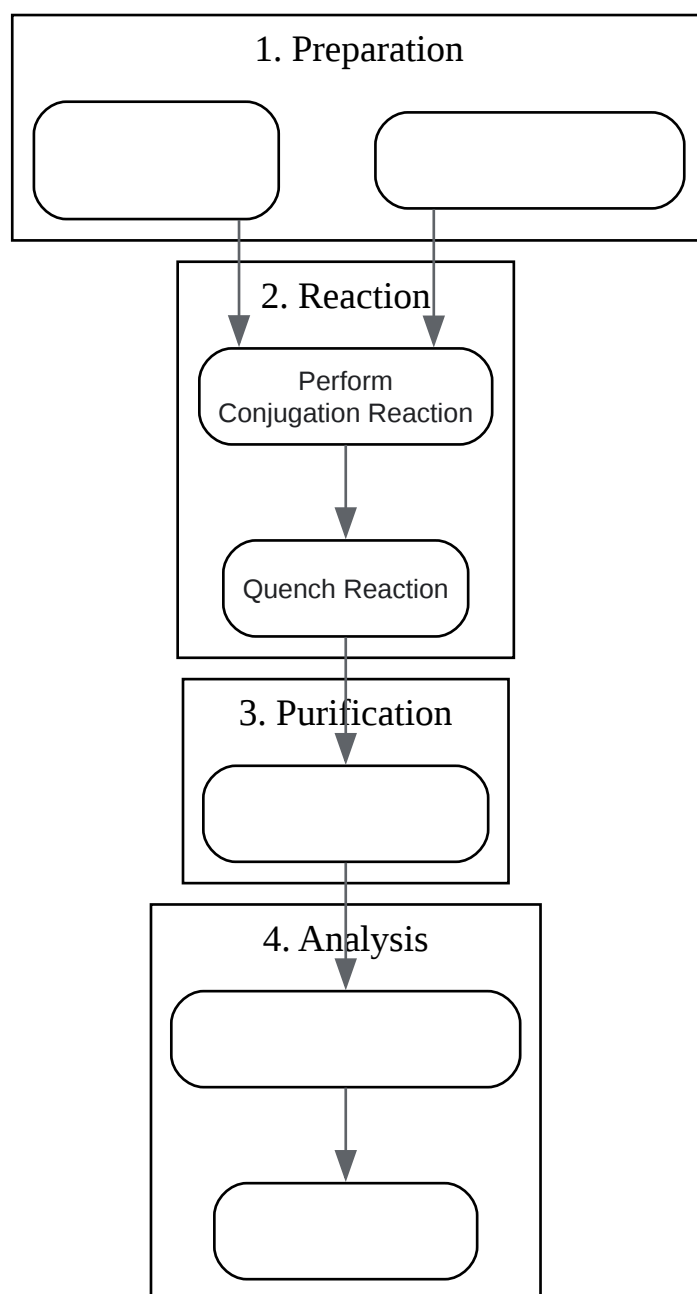 1. Preparation
2. Reaction
Perform
Conjugation Reaction
Quench Reaction
3. Purification
4. Analysis